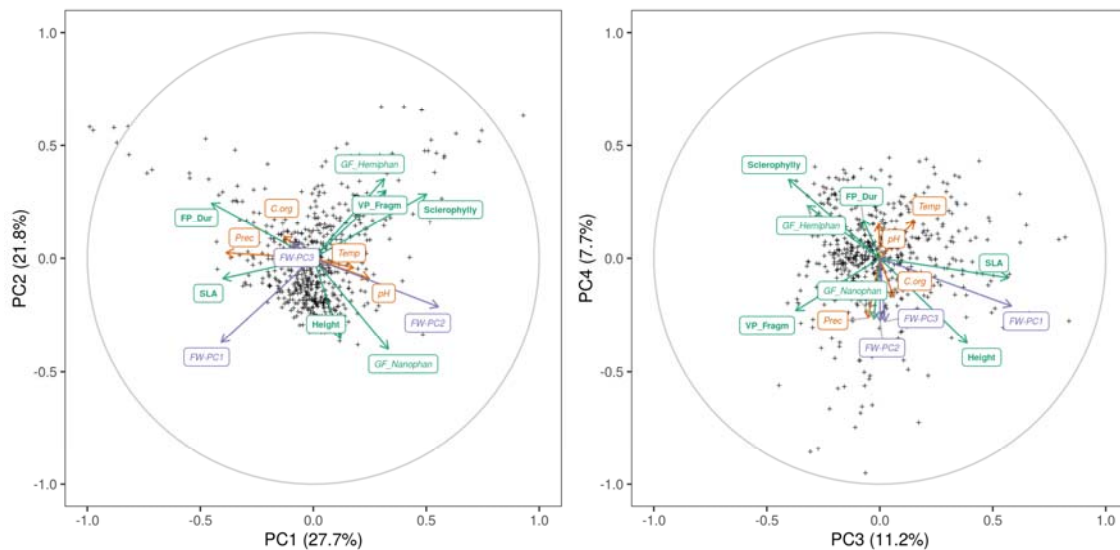 1.0
0.5
0.0
-0.5
-1.0
PC2 (21.8%)
GF_Hemiphan
VP_Fragm
Sclerophylly
FP_Dur
C.org
Prec
FW-PC3
Temp
SLA
pH
Height
FW-PC2
FW-PC1
GF_Nanophan
-1.0 -0.5 0.0 0.5 1.0
PC1 (27.7%)
1.0
0.5
0.0
-0.5
-1.0
PC4 (7.7%)
Sclerophylly
FP_Dur
Temp
GF_Hemiphan
pH
SLA
C.org
GF_Nanophan
VP_Fragm
Prec
FW-PC3
FW-PC1
FW-PC2
Height
-1.0 -0.5 0.0 0.5 1.0
PC3 (11.2%)